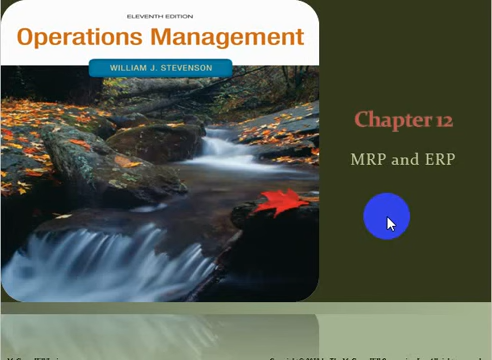 ELEVENTH EDITION
Operations Management
WILLIAM J. STEVENSON
Chapter 12
MRP and ERP